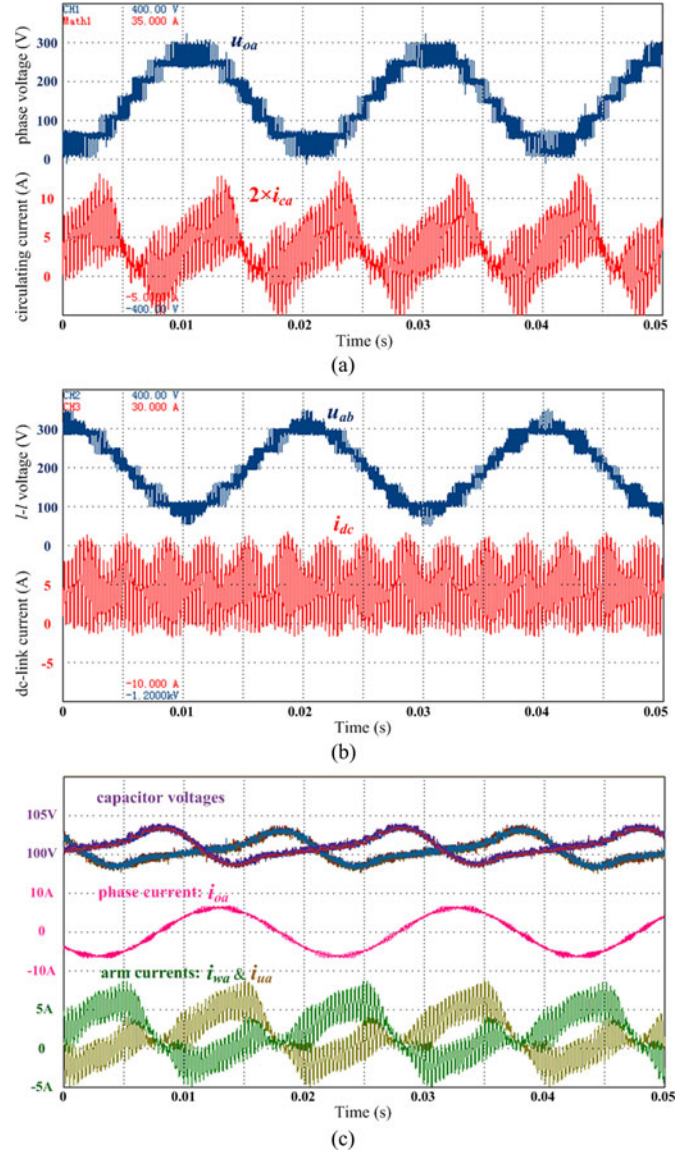 CH1 400.00 V
Math1 35.000 A
phase voltage (V)
300
200
100
0
u_oa
circulating current (A)
10
5
0
2×i_ca
-5.0
-400.00 V
0 0.01 0.02 0.03 0.04 0.05
Time (s)
(a)
CH2 400.00 V
CH3 30.000 A
l-l voltage (V)
300
200
100
0
u_ab
i_dc
dc-link current (A)
5
0
-5
-10.000 A
-1.2000kV
0 0.01 0.02 0.03 0.04 0.05
Time (s)
(b)
capacitor voltages
105V
100V
10A
phase current: i_oa
0
-10A
arm currents: i_wa & i_ua
5A
0
-5A
0 0.01 0.02 0.03 0.04 0.05
Time (s)
(c)